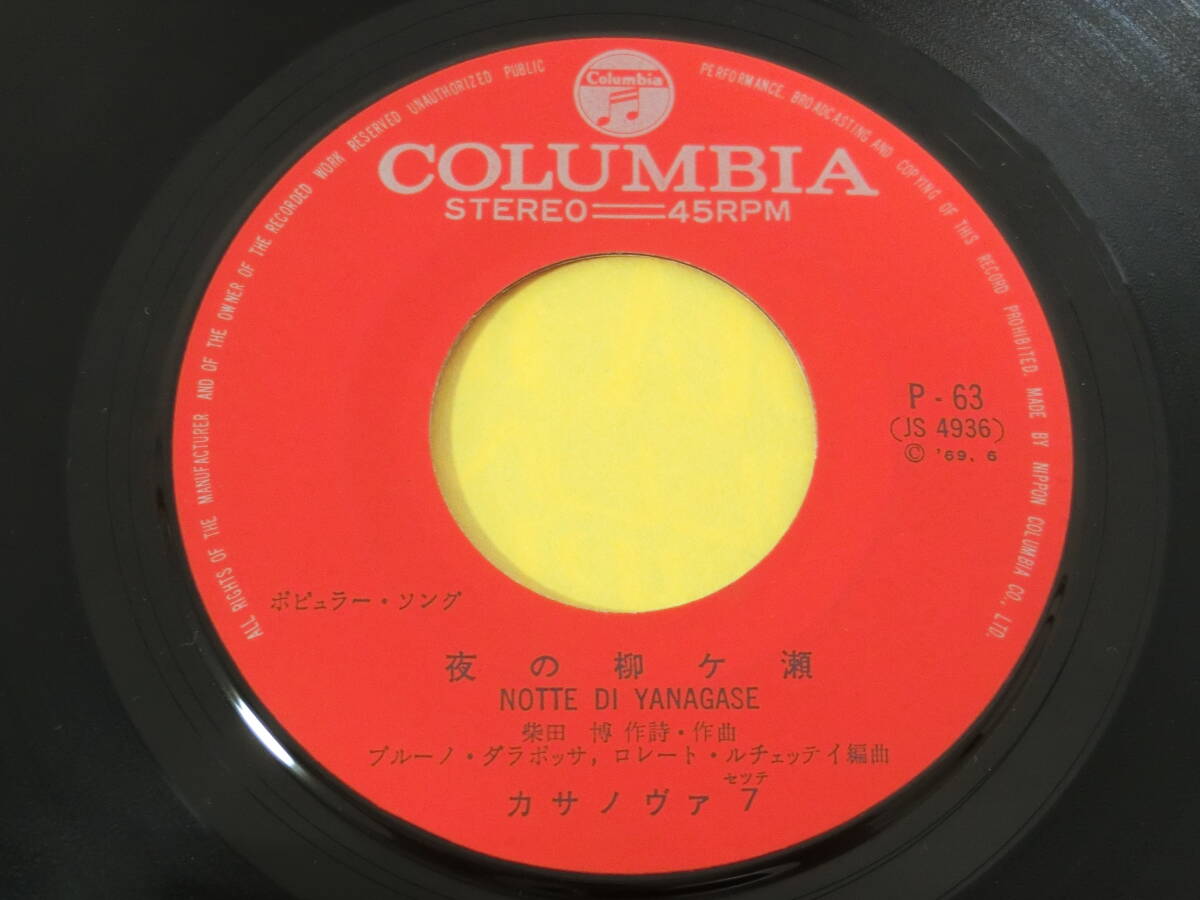 Columbia
COLUMBIA
STEREO══45RPM
ALL RIGHTS OF THE MANUFACTURER AND OF THE OWNER OF THE RECORDED WORK RESERVED UNAUTHORIZED PUBLIC PERFORMANCE, BROADCASTING AND COPYING OF THIS RECORD PROHIBITED. MADE BY NIPPON COLUMBIA CO., LTD.
P-63
(JS 4936)
© '69. 6
ポピュラー・ソング
夜の柳ケ瀬
NOTTE DI YANAGASE
柴田 博 作詩・作曲
ブルーノ・ダラボッサ, ロレート・ルチェッテイ編曲
セツテ
カサノヴァ 7